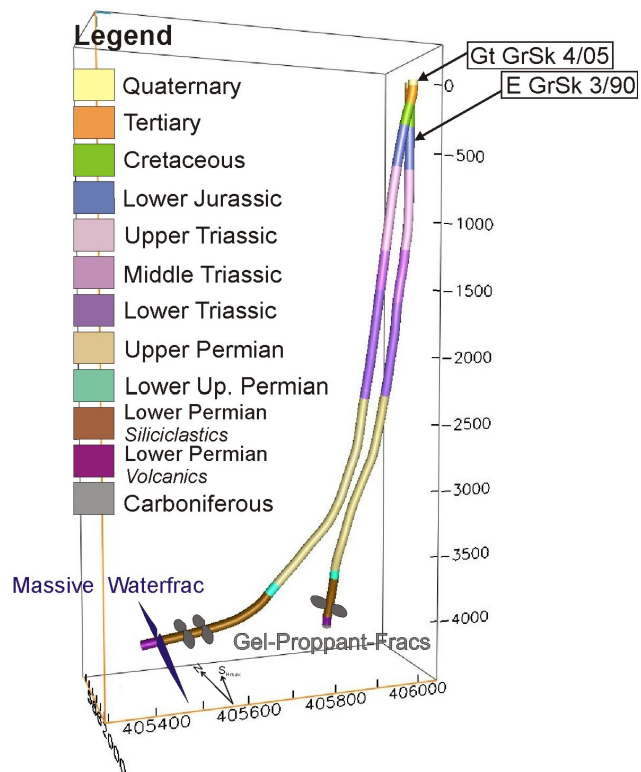 Legend
Gt GrSk 4/05
E GrSk 3/90
Quaternary
Tertiary
Cretaceous
Lower Jurassic
Upper Triassic
Middle Triassic
Lower Triassic
Upper Permian
Lower Up. Permian
Lower Permian
Siliciclastics
Lower Permian
Volcanics
Carboniferous
0
-500
-1000
-1500
-2000
-2500
-3000
-3500
-4000
Massive Waterfrac
Gel-Proppant-Fracs
N
SHmax
405400
405600
405800
406000